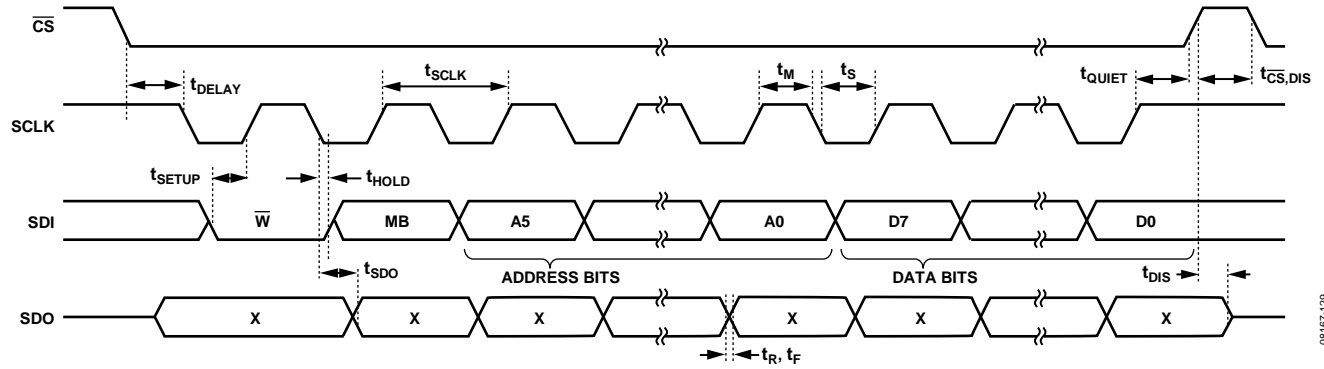 CS
tDELAY
tSCLK
tM
tS
tQUIET
tCS,DIS
SCLK
tSETUP
tHOLD
SDI
W
MB
A5
A0
D7
D0
tSDO
ADDRESS BITS
DATA BITS
tDIS
SDO
X
X
X
X
X
X
tR, tF
08167-129